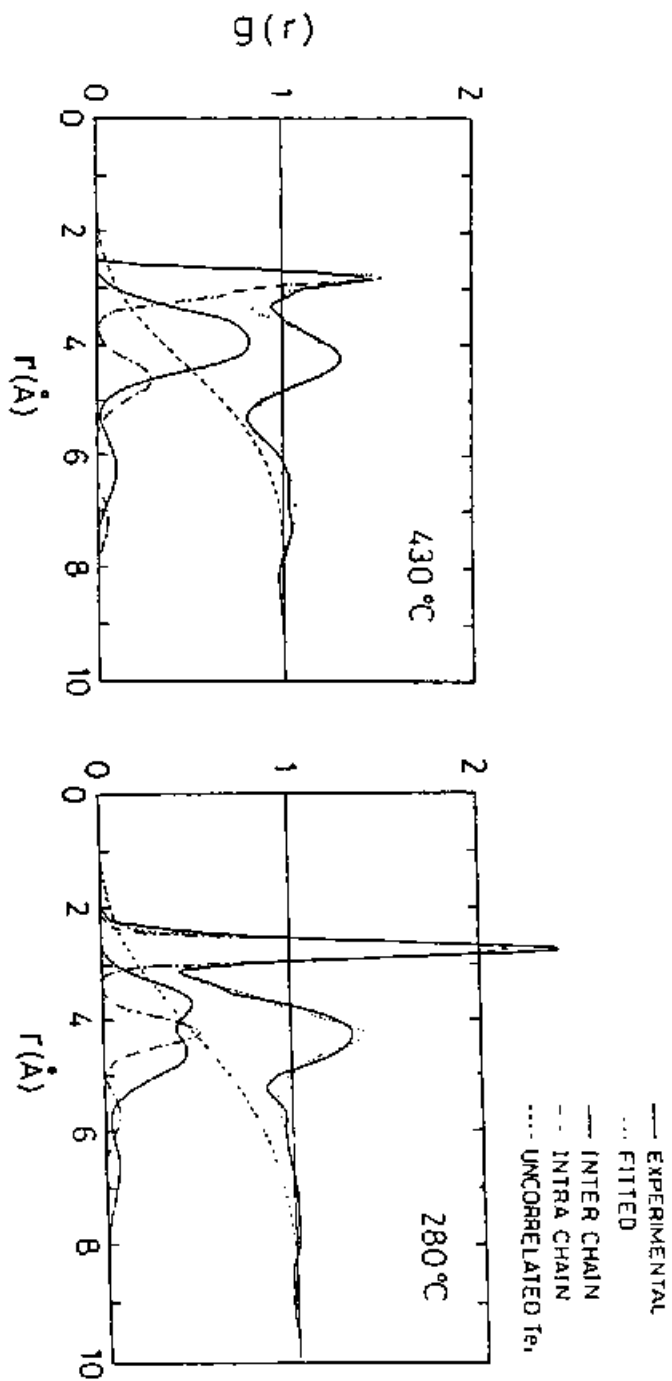 g(r)
2
1
0
0
2
4
6
8
10
r(Å)
430°C
2
1
0
0
2
4
6
8
10
r(Å)
280°C
EXPERIMENTAL
FITTED
INTER CHAIN
INTRA CHAIN
UNCORRELATED Te,